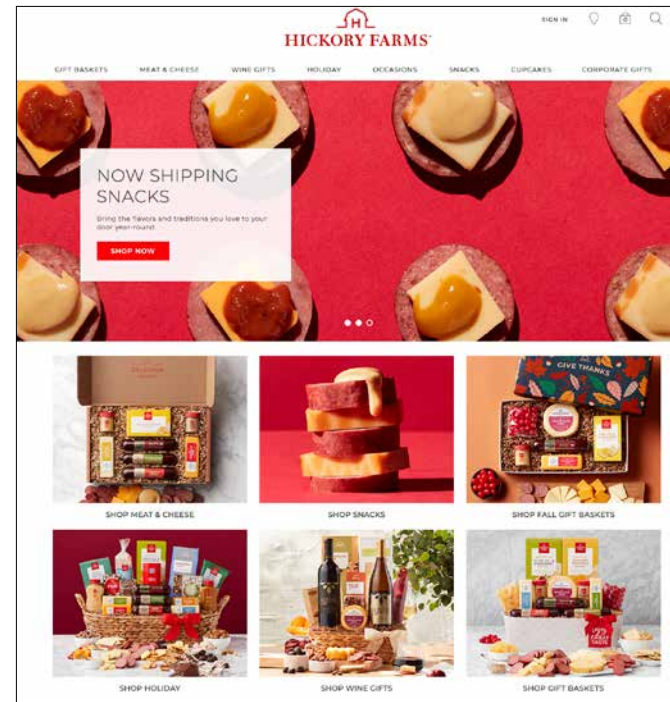 H
HICKORY FARMS
SIGN IN
0
GIFT BASKETS MEAT & CHEESE WINE GIFTS HOLIDAY OCCASIONS SNACKS CUPCAKES CORPORATE GIFTS
NOW SHIPPING
SNACKS
Bring the flavors and traditions you love to your
door year-round.
SHOP NOW
GIVE THANKS
SHOP MEAT & CHEESE SHOP SNACKS SHOP FALL GIFT BASKETS
SHOP HOLIDAY SHOP WINE GIFTS SHOP GIFT BASKETS